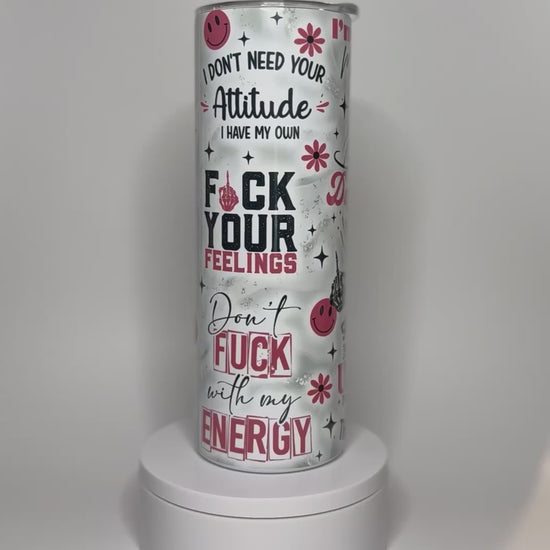 I DON'T NEED YOUR
Attitude
I HAVE MY OWN
F CK
YOUR
FEELINGS
Don't
FUCK
with my
ENERGY
I'm